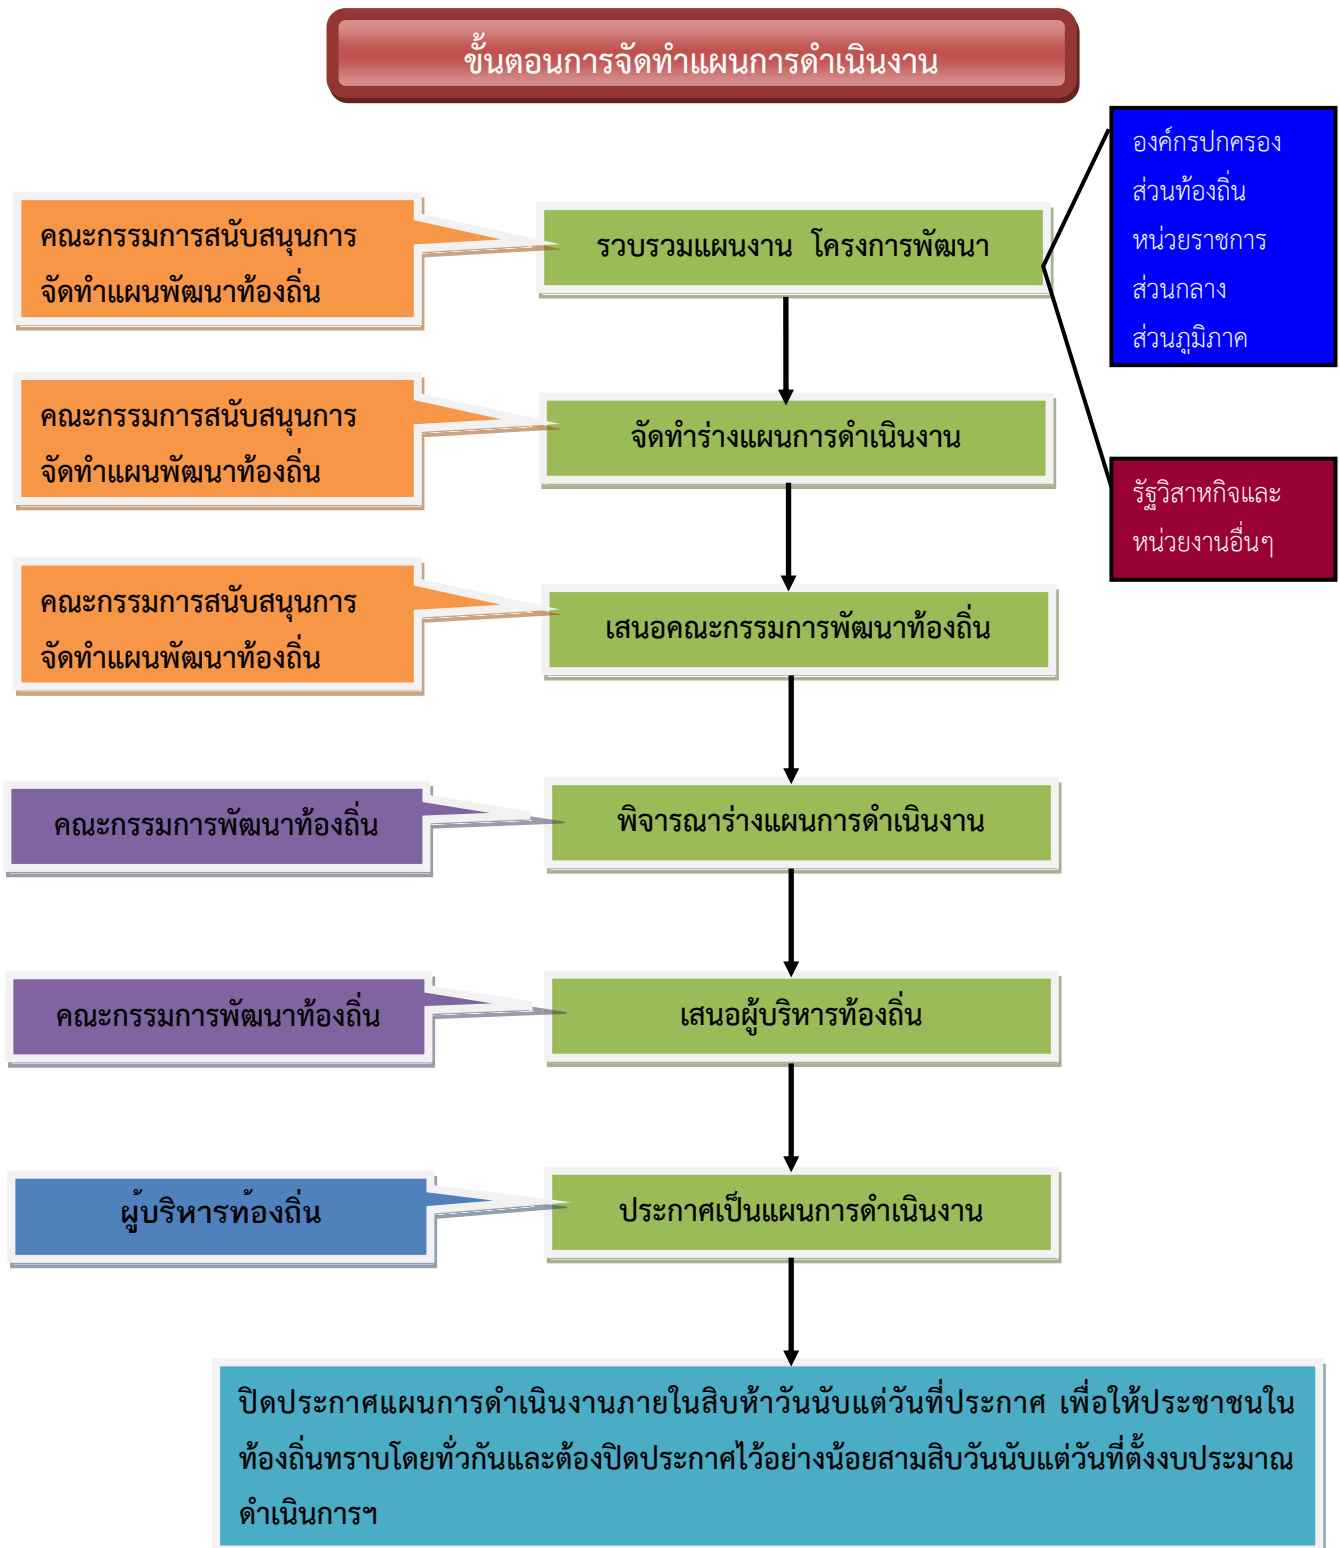 ขั้นตอนการจัดทำแผนการดำเนินงาน
องค์กรปกครอง
ส่วนท้องถิ่น
หน่วยราชการ
ส่วนกลาง
ส่วนภูมิภาค
คณะกรรมการสนับสนุนการ
จัดทำแผนพัฒนาท้องถิ่น
รวบรวมแผนงาน โครงการพัฒนา
คณะกรรมการสนับสนุนการ
จัดทำแผนพัฒนาท้องถิ่น
จัดทำร่างแผนการดำเนินงาน
รัฐวิสาหกิจและ
หน่วยงานอื่นๆ
คณะกรรมการสนับสนุนการ
จัดทำแผนพัฒนาท้องถิ่น
เสนอคณะกรรมการพัฒนาท้องถิ่น
คณะกรรมการพัฒนาท้องถิ่น
พิจารณาร่างแผนการดำเนินงาน
คณะกรรมการพัฒนาท้องถิ่น
เสนอผู้บริหารท้องถิ่น
ผู้บริหารท้องถิ่น
ประกาศเป็นแผนการดำเนินงาน
ปิดประกาศแผนการดำเนินงานภายในสิบห้าวันนับแต่วันที่ประกาศ เพื่อให้ประชาชนใน
ท้องถิ่นทราบโดยทั่วกันและต้องปิดประกาศไว้อย่างน้อยสามสิบวันนับแต่วันที่ตั้งงบประมาณ
ดำเนินการฯ